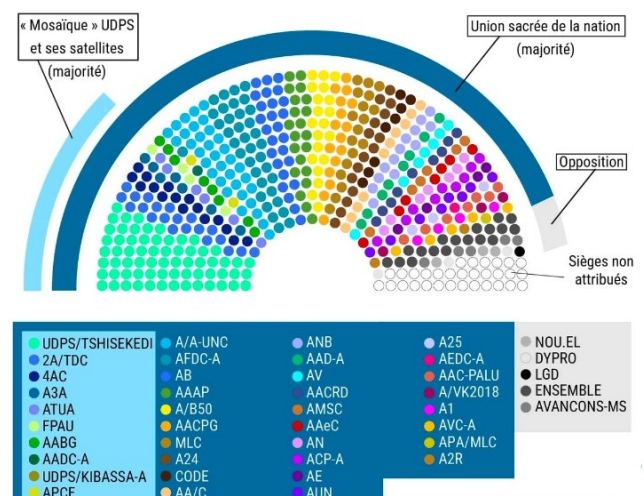 « Mosaïque » UDPS
et ses satellites
(majorité)
Union sacrée de la nation
(majorité)
Opposition
Sièges non
attribués
UDPS/TSHISEKEDI
2A/TDC
4AC
A3A
ATUA
FPAU
AABG
AADC-A
UDPS/KIBASSA-A
APCF
A/A-UNC
AFDC-A
AB
AAAP
A/B50
AACPG
MLC
A24
CODE
AA/C
ANB
AAD-A
AV
AACRD
AMSC
AAeC
AN
ACP-A
AE
AUN
A25
AEDC-A
AAC-PALU
A/VK2018
A1
AVC-A
APA/MLC
A2R
NOU.EL
DYPRO
LGD
ENSEMBLE
AVANCONS-MS